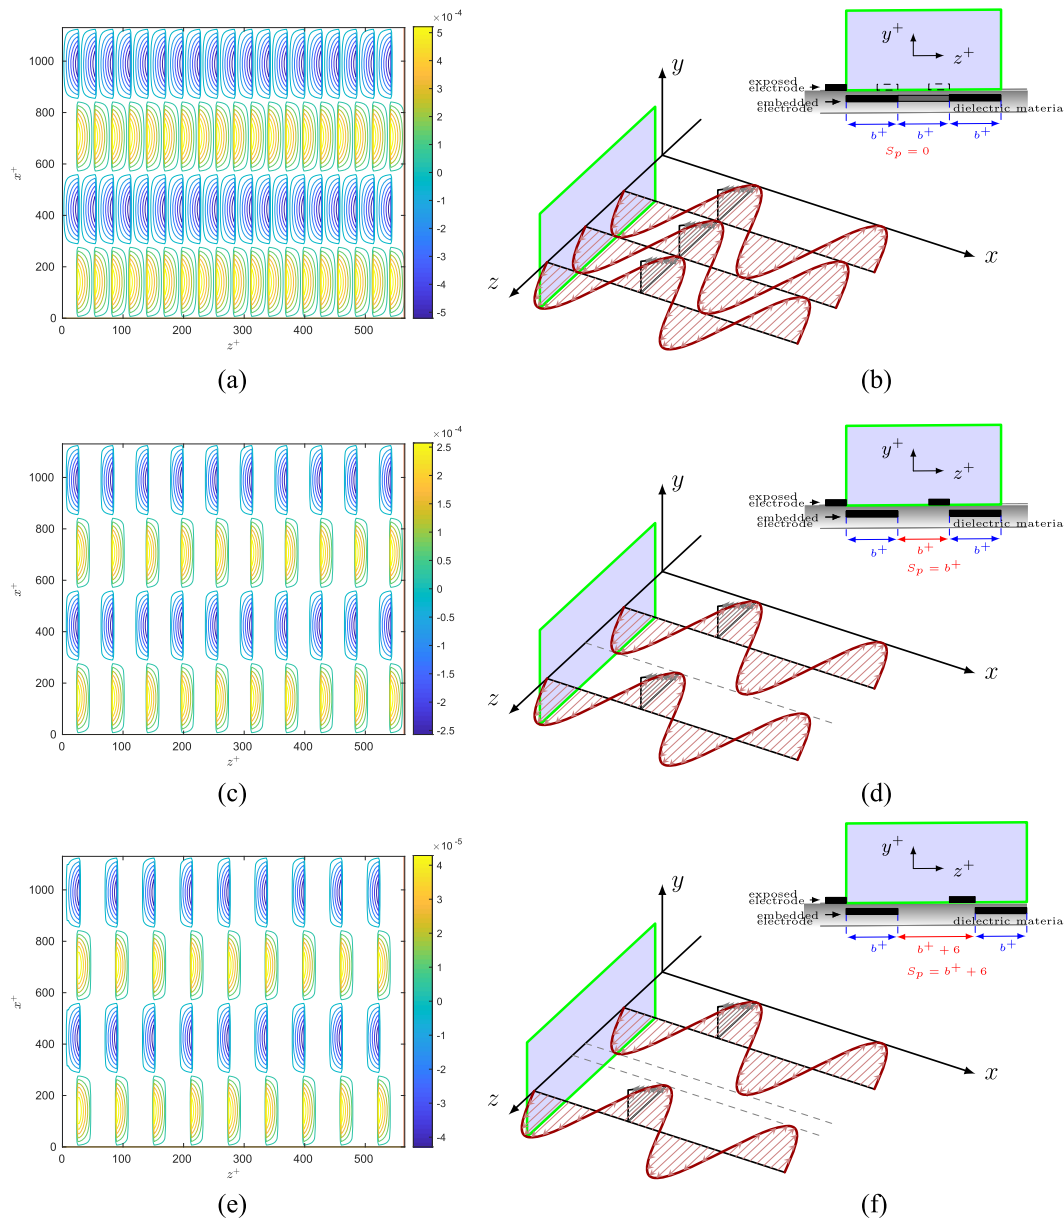 ×10⁻⁴
1000
800
600
400
200
0
x⁺
0 100 200 300 400 500
z⁺
5
4
3
2
1
0
-1
-2
-3
-4
-5
(a)
y
x
z
y⁺
z⁺
exposed
electrode
embedded
electrode
dielectric materia
b⁺ b⁺ b⁺
Sₚ = 0
(b)
×10⁻⁴
1000
800
600
400
200
0
x⁺
0 100 200 300 400 500
z⁺
2.5
2
1.5
1
0.5
0
-0.5
-1
-1.5
-2
-2.5
(c)
y
x
z
y⁺
z⁺
exposed
electrode
embedded
electrode
dielectric materia
b⁺ b⁺ b⁺
Sₚ = b⁺
(d)
×10⁻⁵
1000
800
600
400
200
0
x⁺
0 100 200 300 400 500
z⁺
4
3
2
1
0
-1
-2
-3
-4
(e)
y
x
z
y⁺
z⁺
exposed
electrode
embedded
electrode
dielectric materia
b⁺ b⁺ + 6 b⁺
Sₚ = b⁺ + 6
(f)